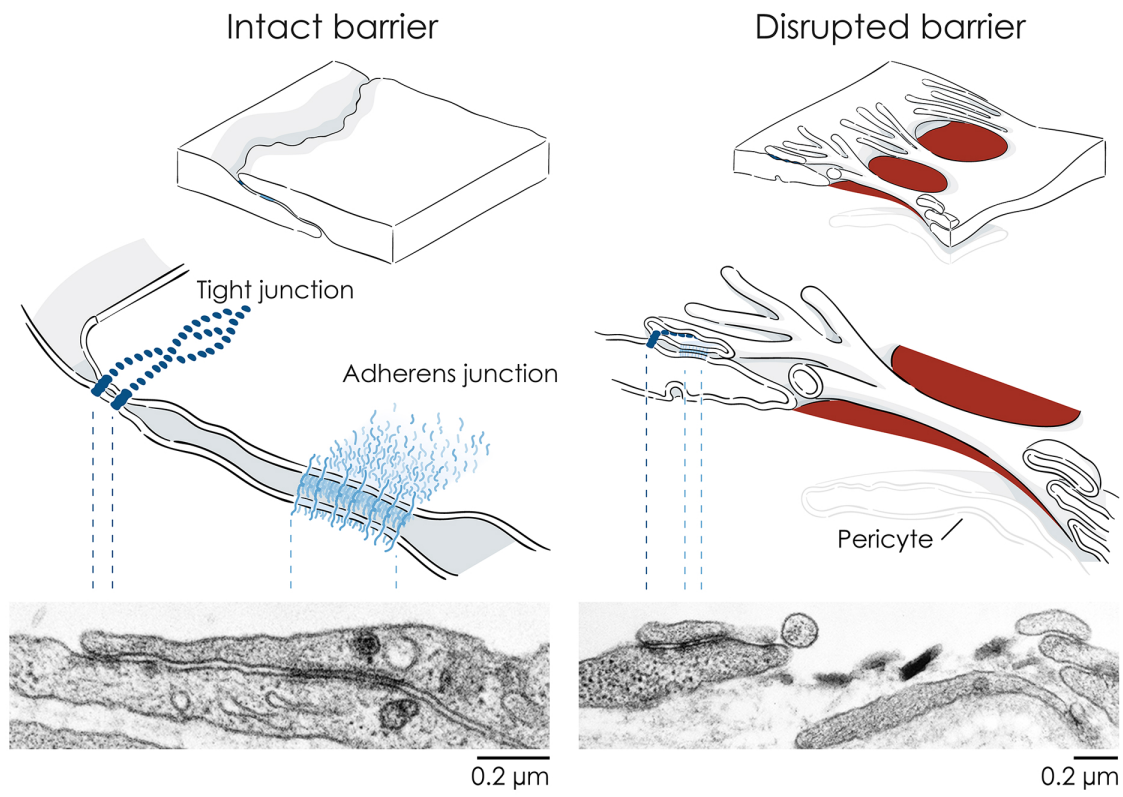 Intact barrier
Disrupted barrier
Tight junction
Adherens junction
Pericyte
0.2 µm
0.2 µm